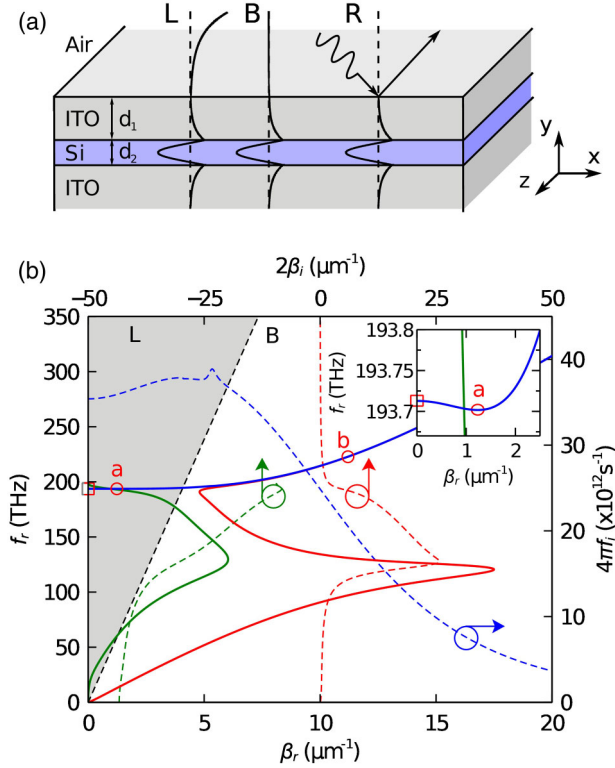 (a)
L B R
Air
ITO d₁
Si d₂
ITO
y
x
z
(b)
2βᵢ (μm⁻¹)
−50 −25 0 25 50
350
300
250
200
150
100
50
0
fᵣ (THz)
L B
a
b
193.8
193.75
193.7
fᵣ (THz)
a
0 1 2
βᵣ (μm⁻¹)
40
30
20
10
0
4πfᵢ (x10¹²s⁻¹)
0 5 10 15 20
βᵣ (μm⁻¹)